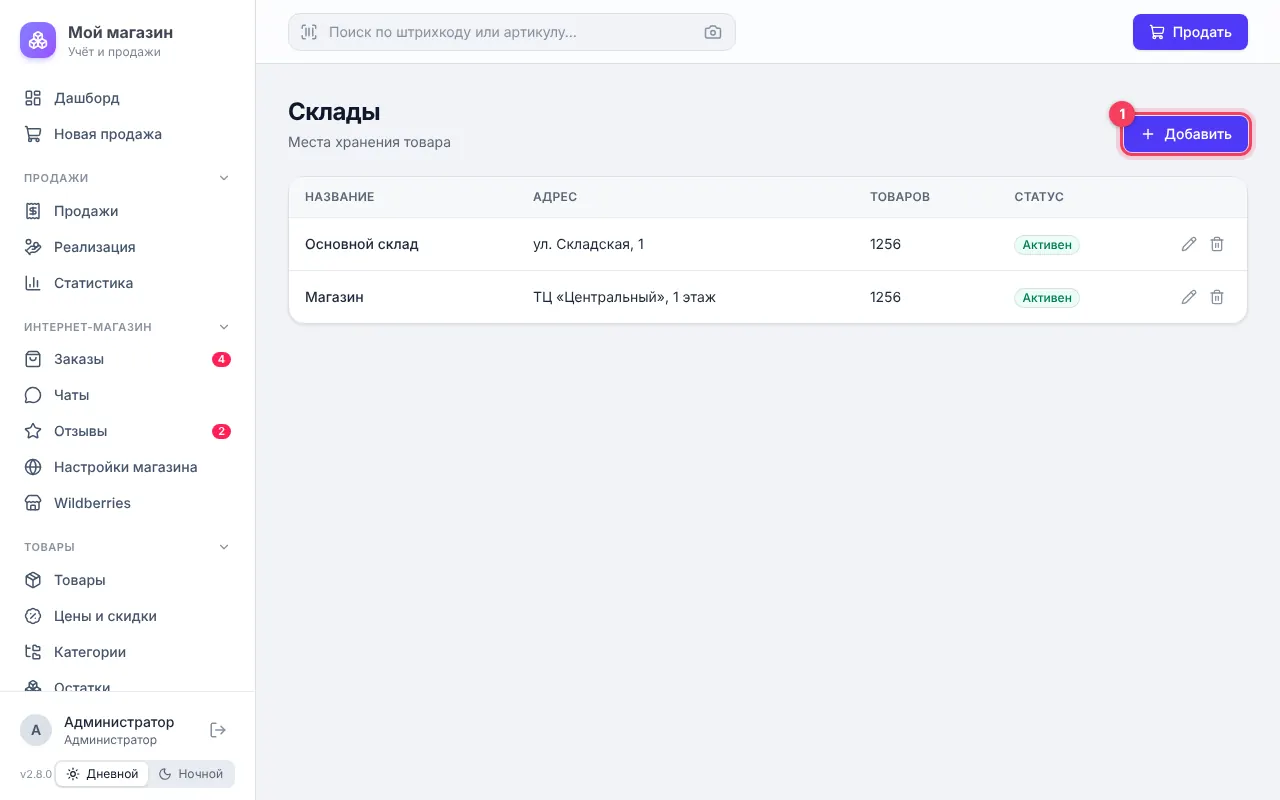 Мой магазин
Учёт и продажи
Дашборд
Новая продажа
ПРОДАЖИ
Продажи
Реализация
Статистика
ИНТЕРНЕТ-МАГАЗИН
Заказы 4
Чаты
Отзывы 2
Настройки магазина
Wildberries
ТОВАРЫ
Товары
Цены и скидки
Категории
Остатки
А Администратор
Администратор
v2.8.0 Дневной Ночной
Поиск по штрихкоду или артикулу...
Продать
Склады
Места хранения товара
1
+ Добавить
НАЗВАНИЕ АДРЕС ТОВАРОВ СТАТУС
Основной склад ул. Складская, 1 1256 Активен
Магазин ТЦ «Центральный», 1 этаж 1256 Активен